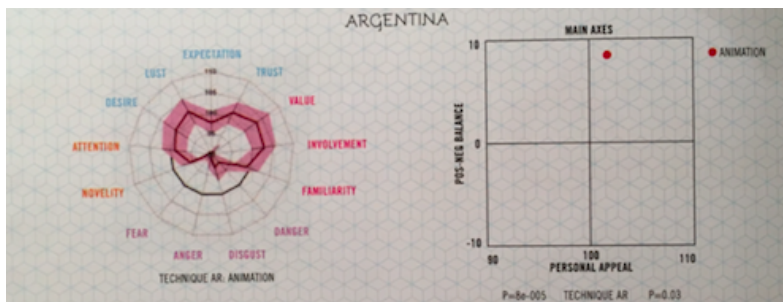 ARGENTINA
EXPECTATION
LUST
TRUST
DESIRE
VALUE
ATTENTION
INVOLVEMENT
NOVELITY
FAMILIARITY
FEAR
DANGER
ANGER
DISGUST
TECHNIQUE AR: ANIMATION
MAIN AXES
10
ANIMATION
POS-NEG BALANCE
0
-10
90
100
110
PERSONAL APPEAL
P=8e-005 TECHNIQUE AR P=0.03